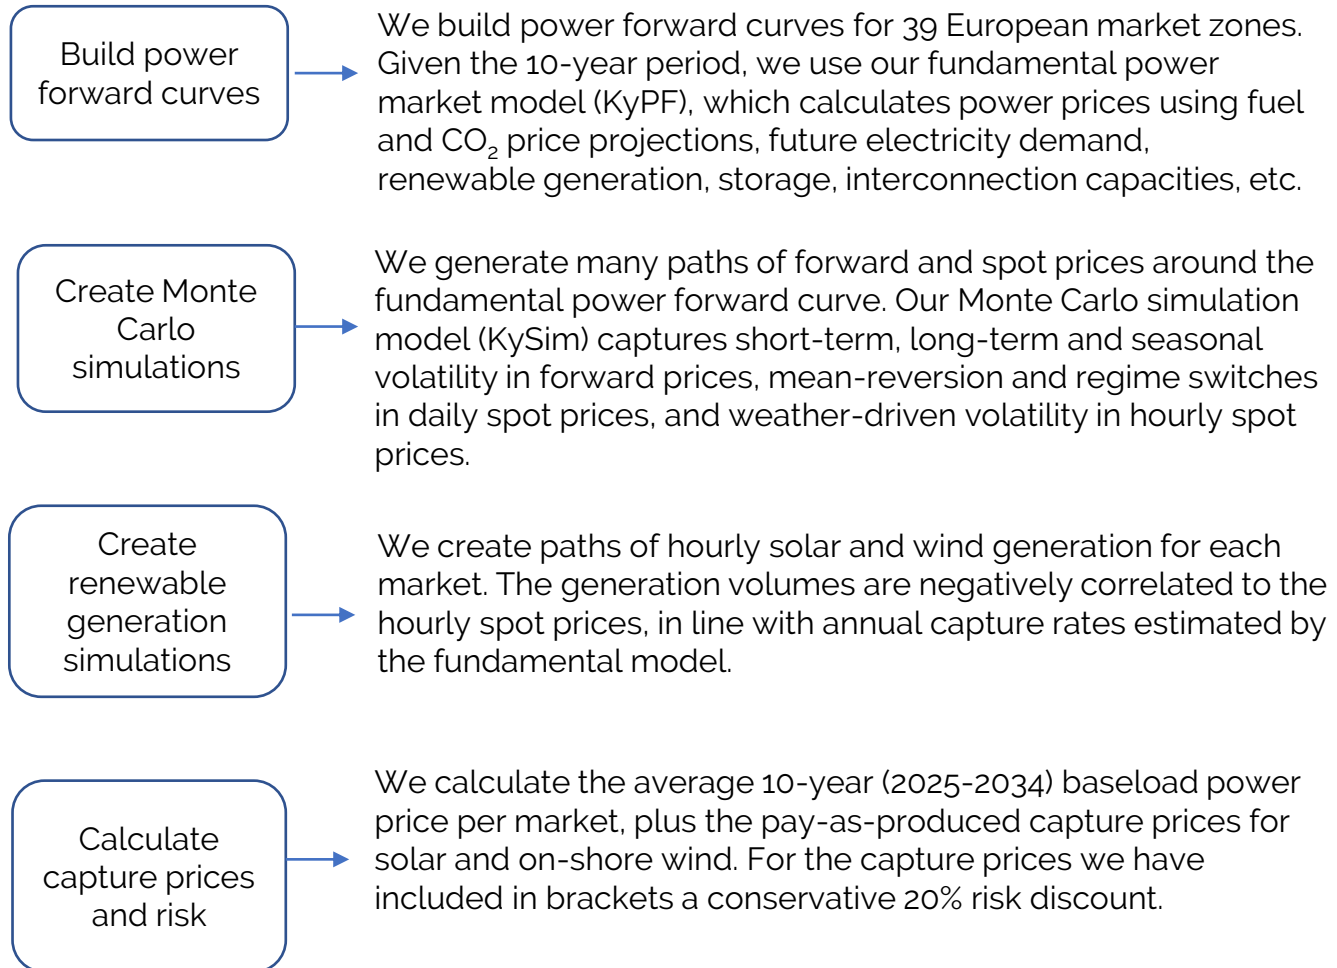 Build power
forward curves
We build power forward curves for 39 European market zones.
Given the 10-year period, we use our fundamental power
market model (KyPF), which calculates power prices using fuel
and CO₂ price projections, future electricity demand,
renewable generation, storage, interconnection capacities, etc.
Create Monte
Carlo
simulations
We generate many paths of forward and spot prices around the
fundamental power forward curve. Our Monte Carlo simulation
model (KySim) captures short-term, long-term and seasonal
volatility in forward prices, mean-reversion and regime switches
in daily spot prices, and weather-driven volatility in hourly spot
prices.
Create
renewable
generation
simulations
We create paths of hourly solar and wind generation for each
market. The generation volumes are negatively correlated to the
hourly spot prices, in line with annual capture rates estimated by
the fundamental model.
Calculate
capture prices
and risk
We calculate the average 10-year (2025-2034) baseload power
price per market, plus the pay-as-produced capture prices for
solar and on-shore wind. For the capture prices we have
included in brackets a conservative 20% risk discount.